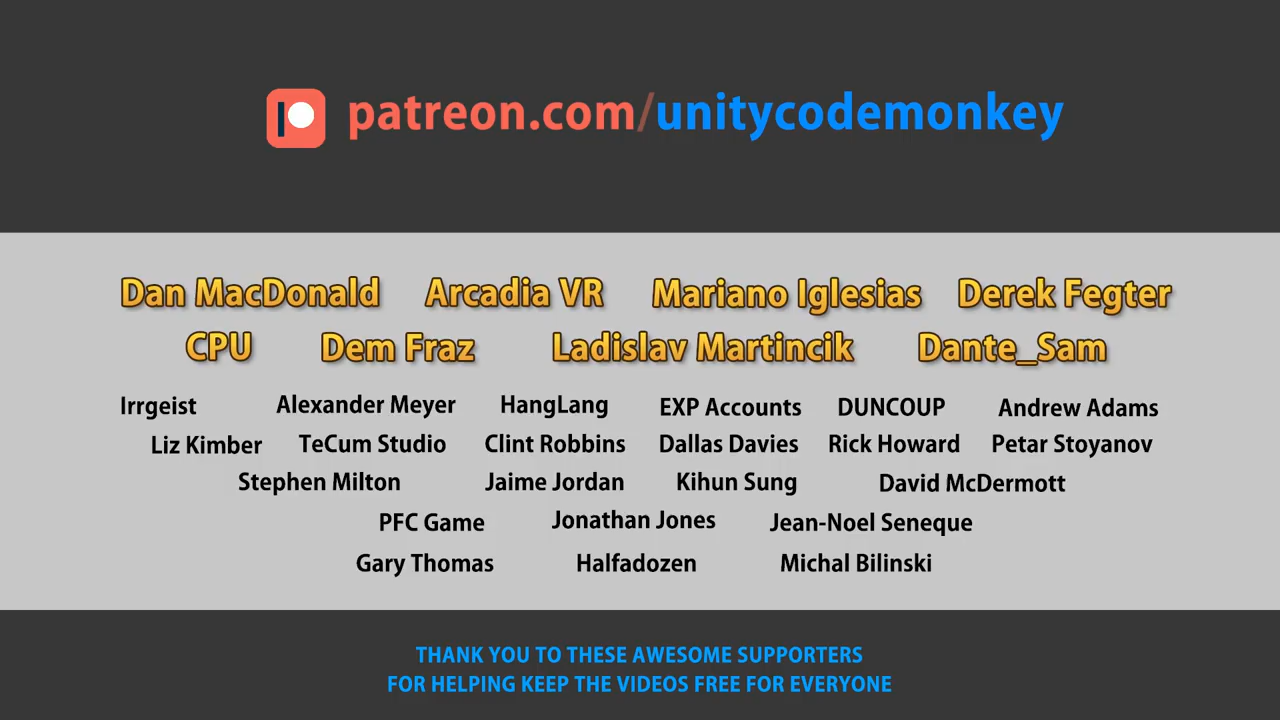 patreon.com/unitycodemonkey
Dan MacDonald Arcadia VR Mariano Iglesias Derek Fegter
CPU Dem Fraz Ladislav Martincik Dante_Sam
Irrgeist Alexander Meyer HangLang EXP Accounts DUNCOUP Andrew Adams
Liz Kimber TeCum Studio Clint Robbins Dallas Davies Rick Howard Petar Stoyanov
Stephen Milton Jaime Jordan Kihun Sung David McDermott
PFC Game Jonathan Jones Jean-Noel Seneque
Gary Thomas Halfadozen Michal Bilinski
THANK YOU TO THESE AWESOME SUPPORTERS
FOR HELPING KEEP THE VIDEOS FREE FOR EVERYONE